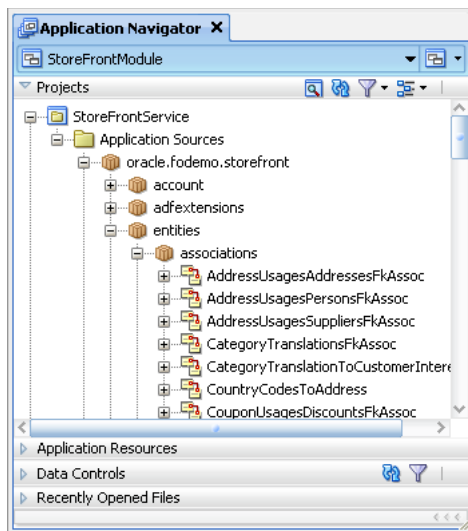 Application Navigator
StoreFrontModule
Projects
StoreFrontService
Application Sources
oracle.fodemo.storefront
account
adfextensions
entities
associations
AddressUsagesAddressesFkAssoc
AddressUsagesPersonsFkAssoc
AddressUsagesSuppliersFkAssoc
CategoryTranslationsFkAssoc
CategoryTranslationToCustomerIntere
CountryCodesToAddress
CouponUsagesDiscountsFkAssoc
Application Resources
Data Controls
Recently Opened Files